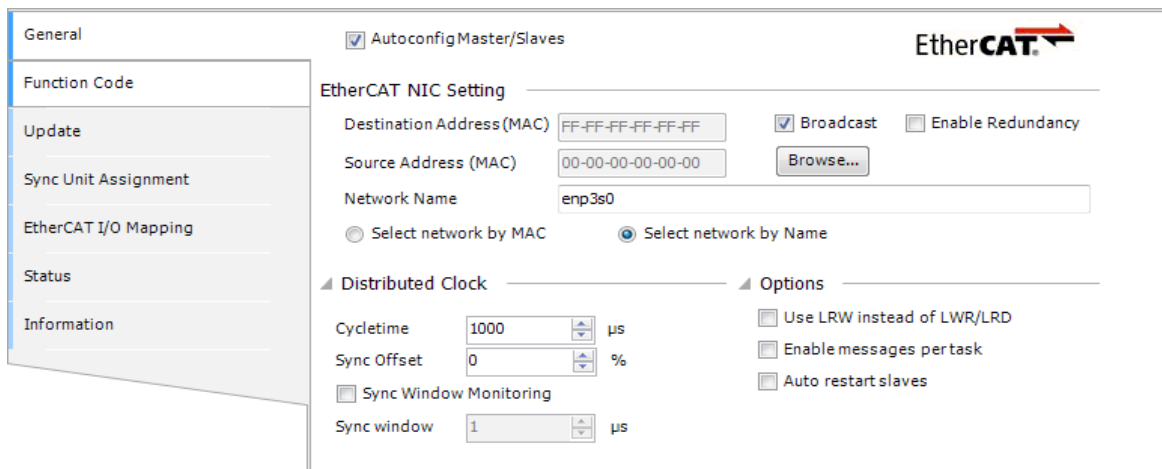 General
Function Code
Update
Sync Unit Assignment
EtherCAT I/O Mapping
Status
Information
Autoconfig Master/Slaves
EtherCAT.
EtherCAT NIC Setting
Destination Address (MAC) FF-FF-FF-FF-FF-FF Broadcast Enable Redundancy
Source Address (MAC) 00-00-00-00-00-00 Browse...
Network Name enp3s0
Select network by MAC Select network by Name
Distributed Clock
Cycletime 1000 µs
Sync Offset 0 %
Sync Window Monitoring
Sync window 1 µs
Options
Use LRW instead of LWR/LRD
Enable messages per task
Auto restart slaves